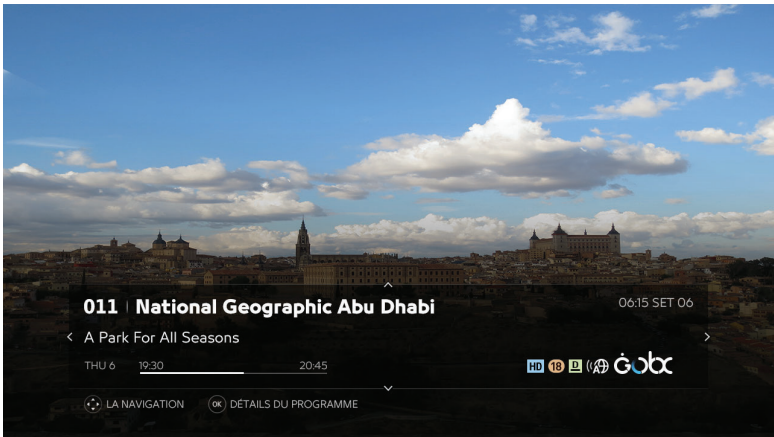 011 | National Geographic Abu Dhabi
06:15 SET 06
A Park For All Seasons
THU 6 19:30 20:45
HD 18 D Gobx
LA NAVIGATION OK DÉTAILS DU PROGRAMME